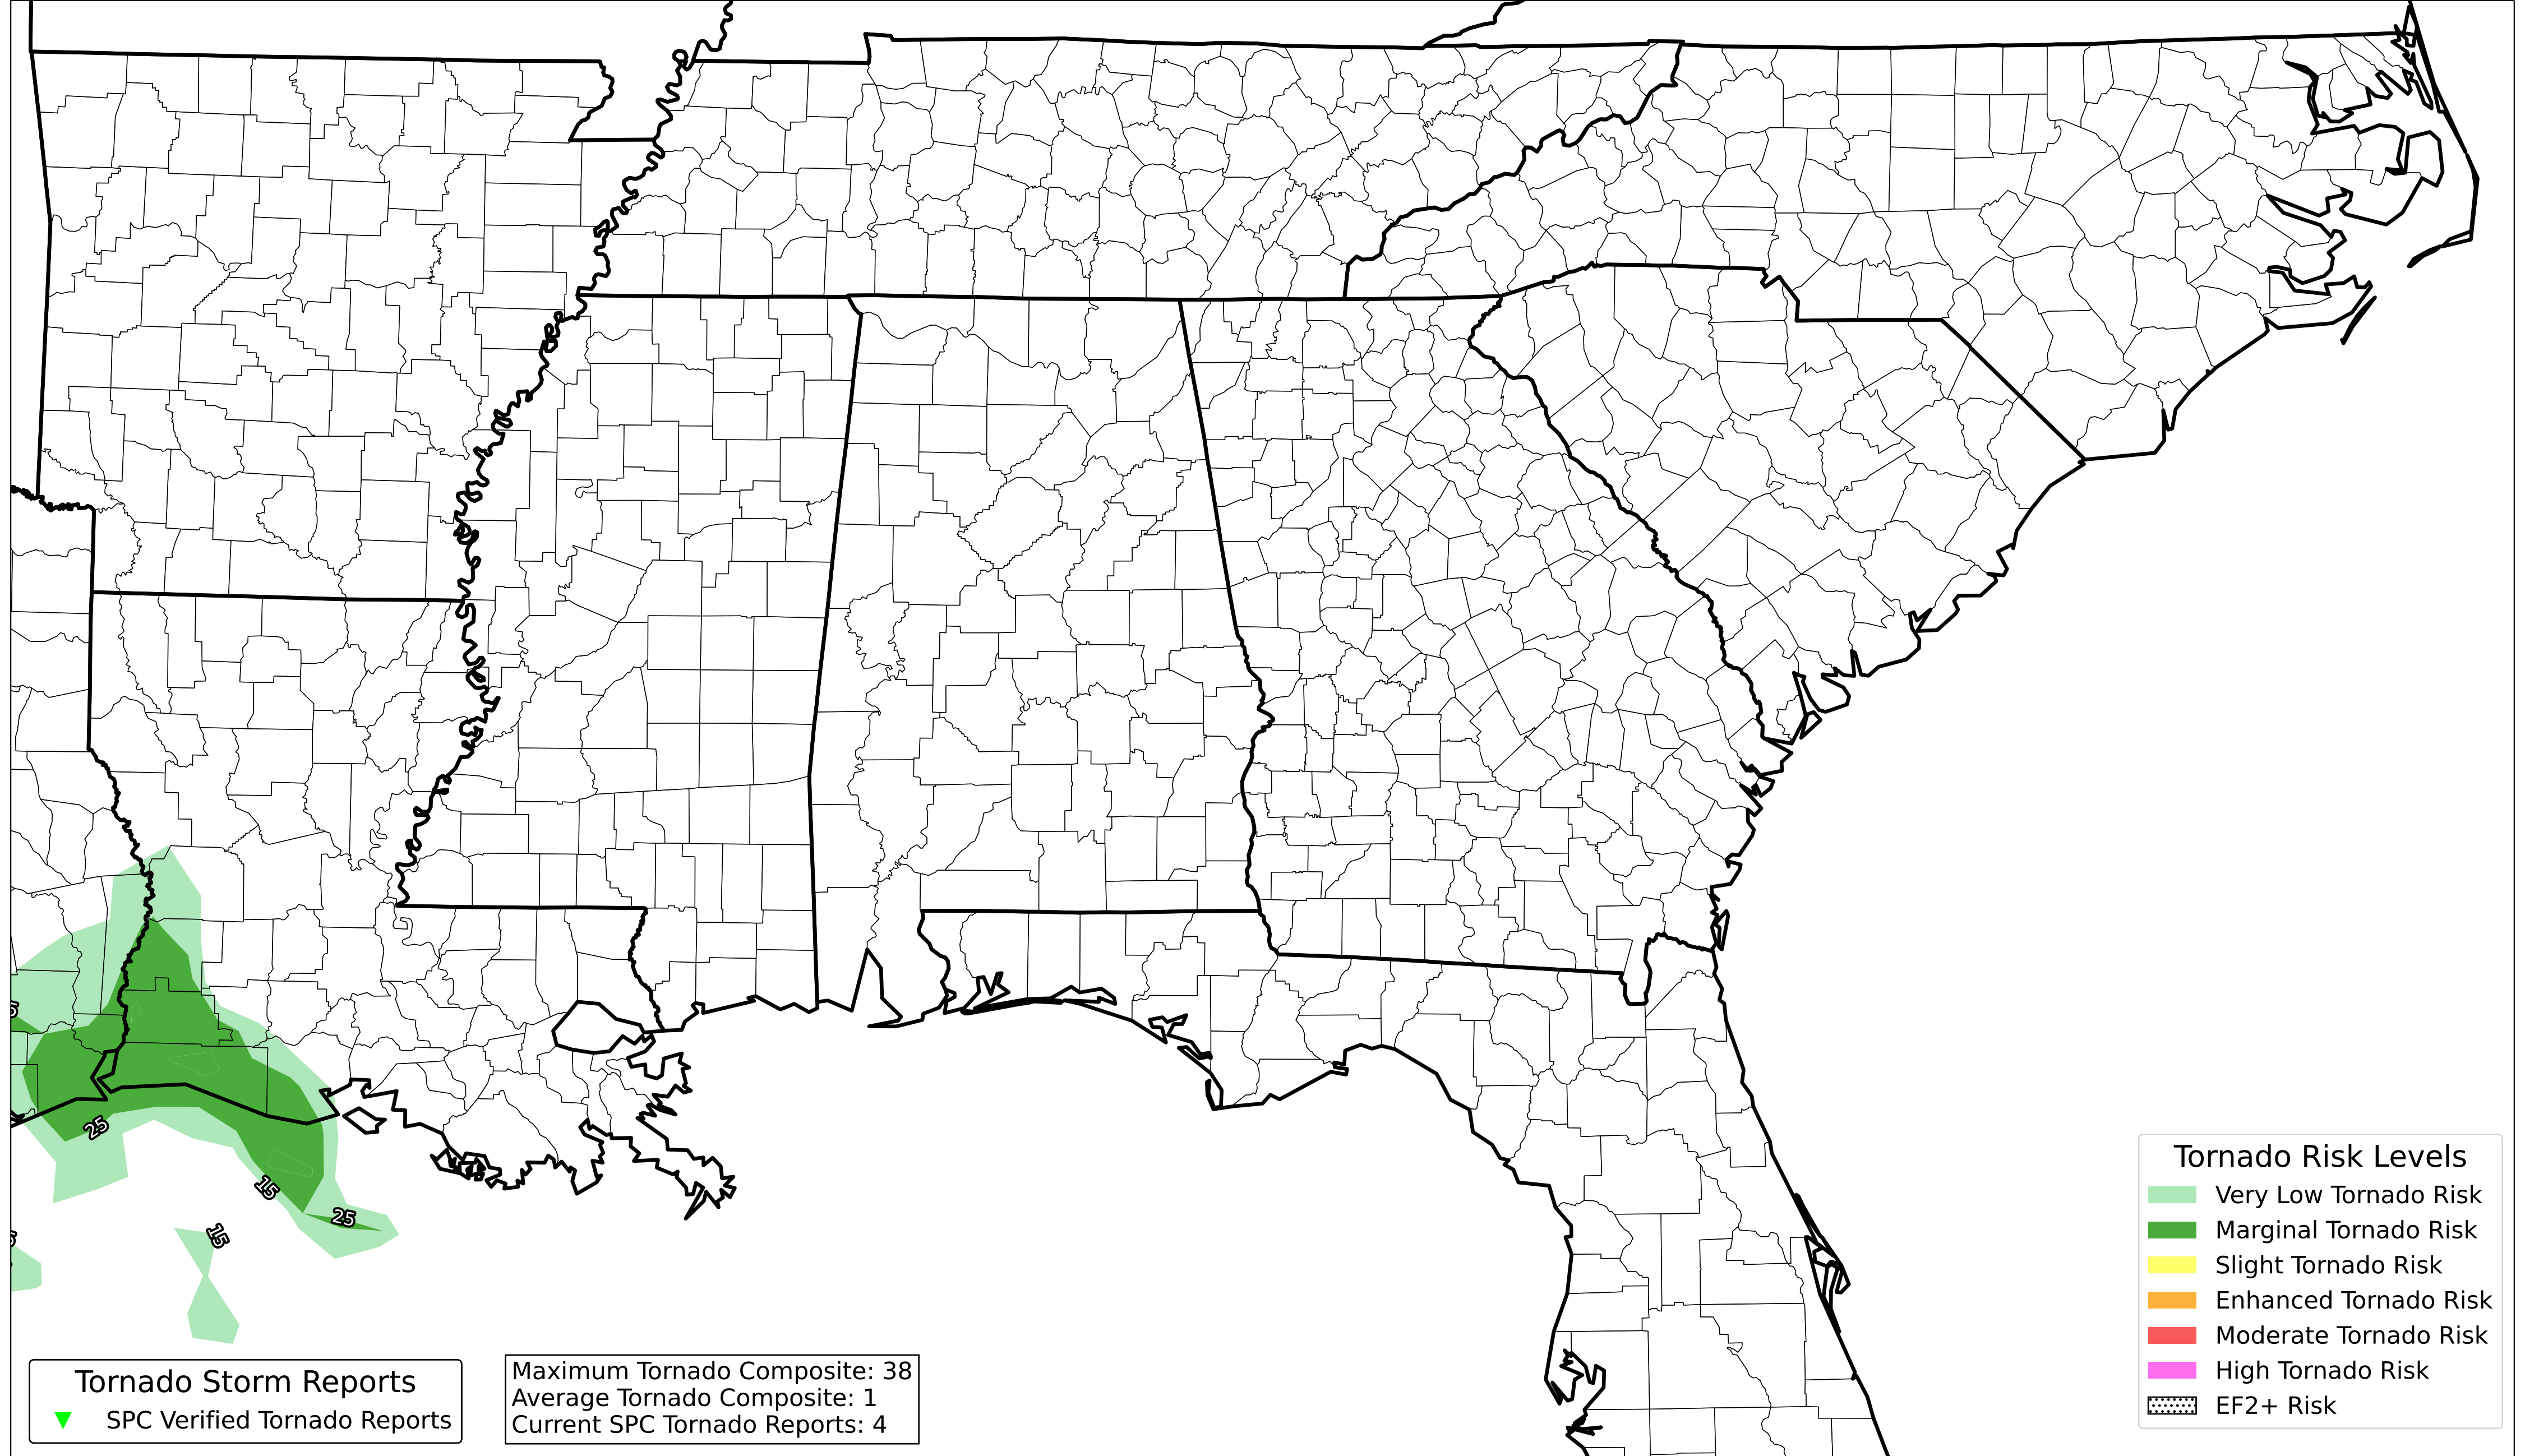 25
15
25
15
Tornado Storm Reports
SPC Verified Tornado Reports
Maximum Tornado Composite: 38
Average Tornado Composite: 1
Current SPC Tornado Reports: 4
Tornado Risk Levels
Very Low Tornado Risk
Marginal Tornado Risk
Slight Tornado Risk
Enhanced Tornado Risk
Moderate Tornado Risk
High Tornado Risk
EF2+ Risk